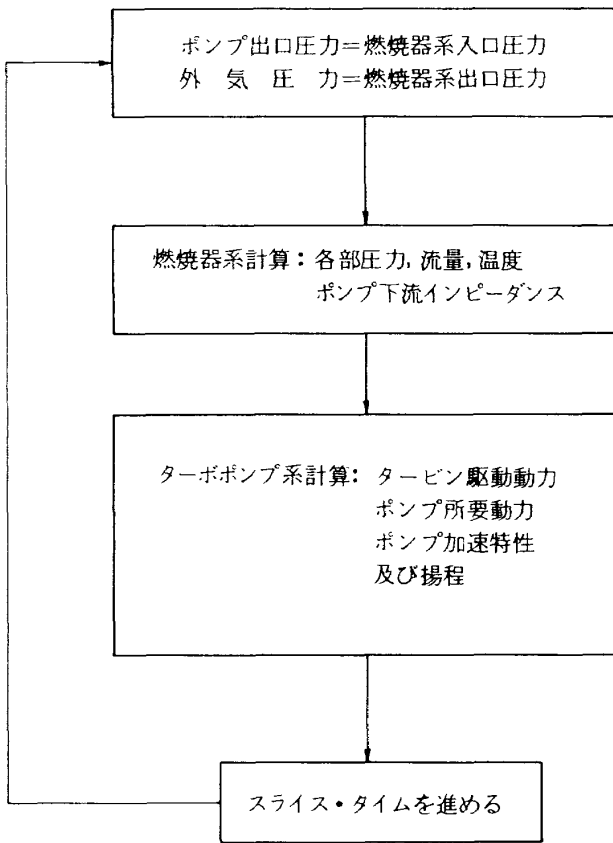 ポンプ出口圧力＝燃焼器系入口圧力
外気圧力＝燃焼器系出口圧力
燃焼器系計算：各部圧力，流量，温度
ポンプ下流インピーダンス
ターボポンプ系計算：タービン駆動動力
ポンプ所要動力
ポンプ加速特性
及び揚程
スライス・タイムを進める